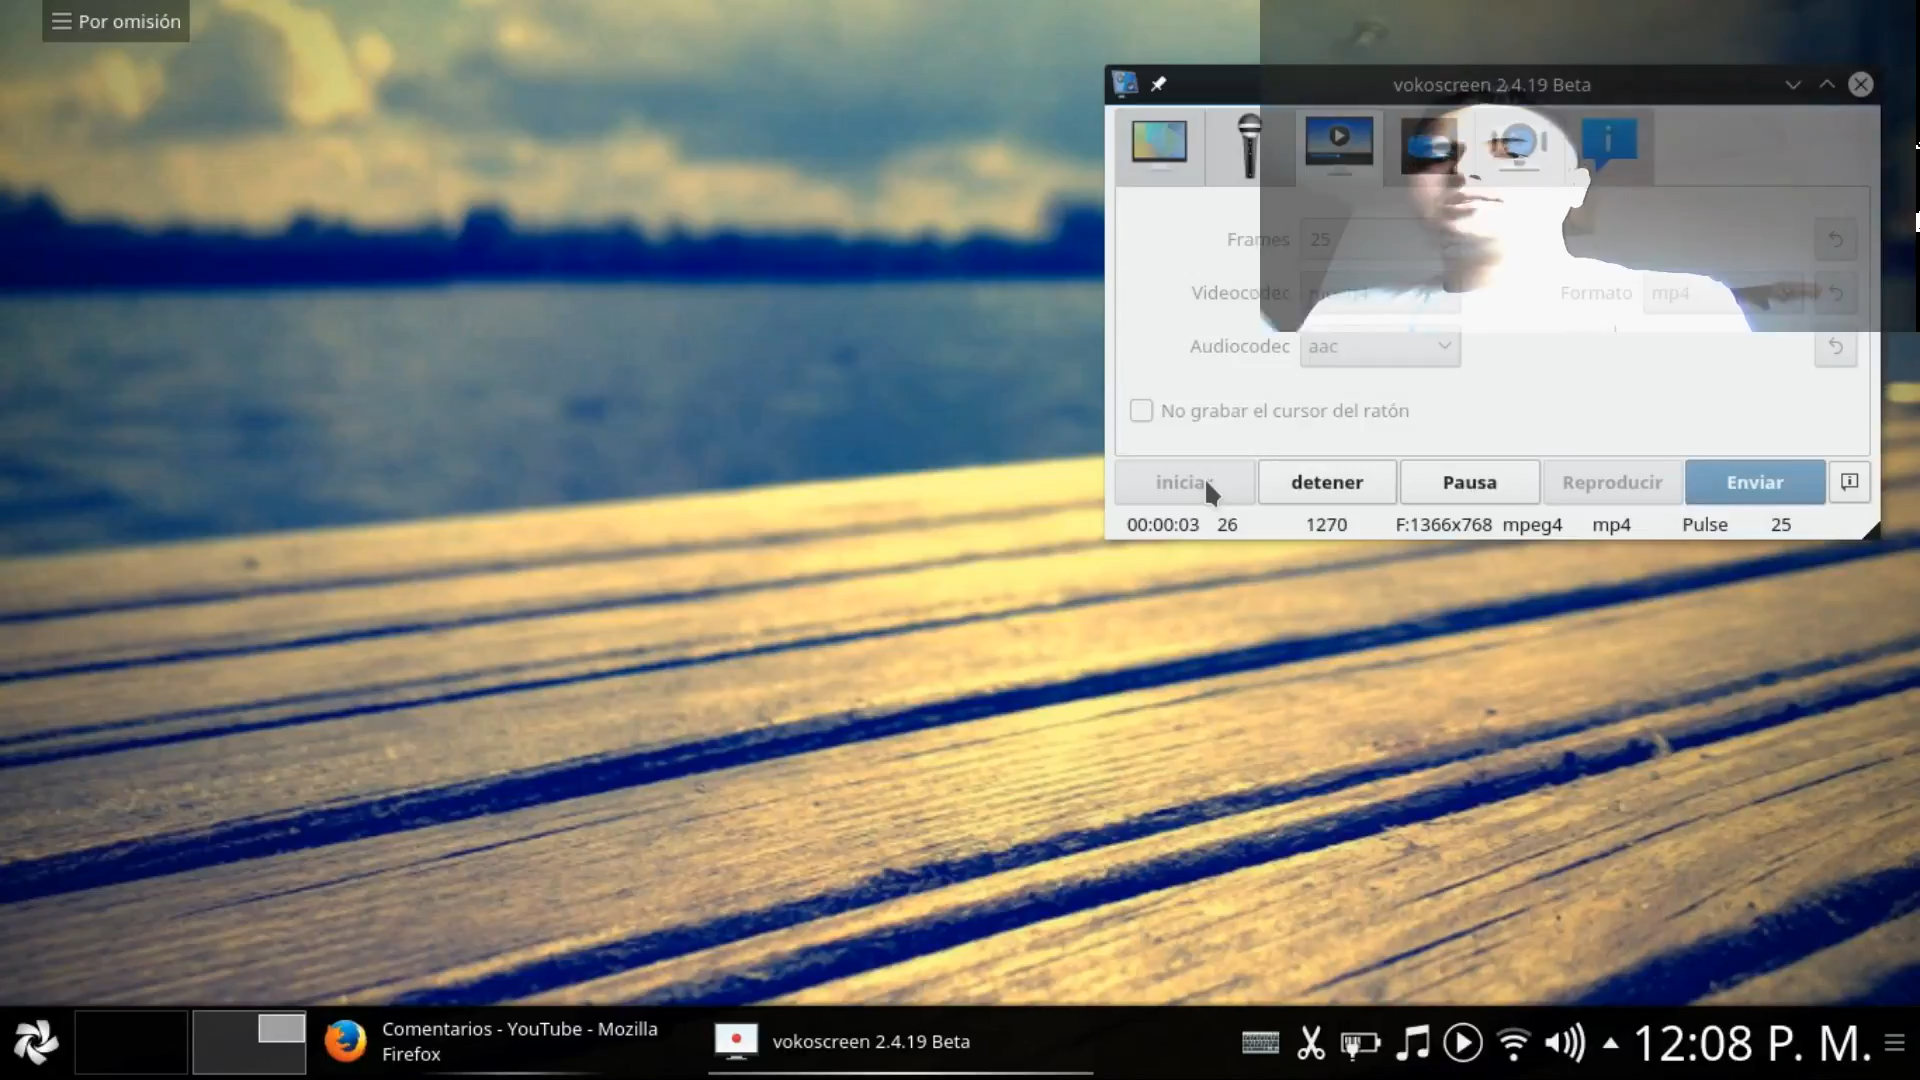 Por omisión
vokoscreen 2.4.19 Beta
Frames 25
Videocodec mpeg4 Formato mp4
Audiocodec aac
No grabar el cursor del ratón
iniciar detener Pausa Reproducir Enviar
00:00:03 26 1270 F:1366x768 mpeg4 mp4 Pulse 25
Comentarios - YouTube - Mozilla
Firefox
vokoscreen 2.4.19 Beta
12:08 P. M.